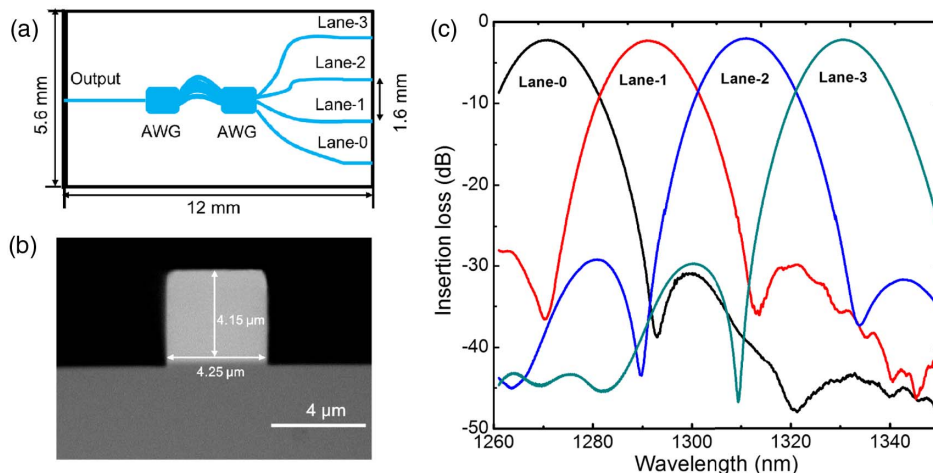 (a)
Output
AWG
AWG
Lane-3
Lane-2
Lane-1
Lane-0
5.6 mm
1.6 mm
12 mm
(b)
4.15 µm
4.25 µm
4 µm
(c)
Lane-0
Lane-1
Lane-2
Lane-3
0
-10
-20
-30
-40
-50
Insertion loss (dB)
1260
1280
1300
1320
1340
Wavelength (nm)